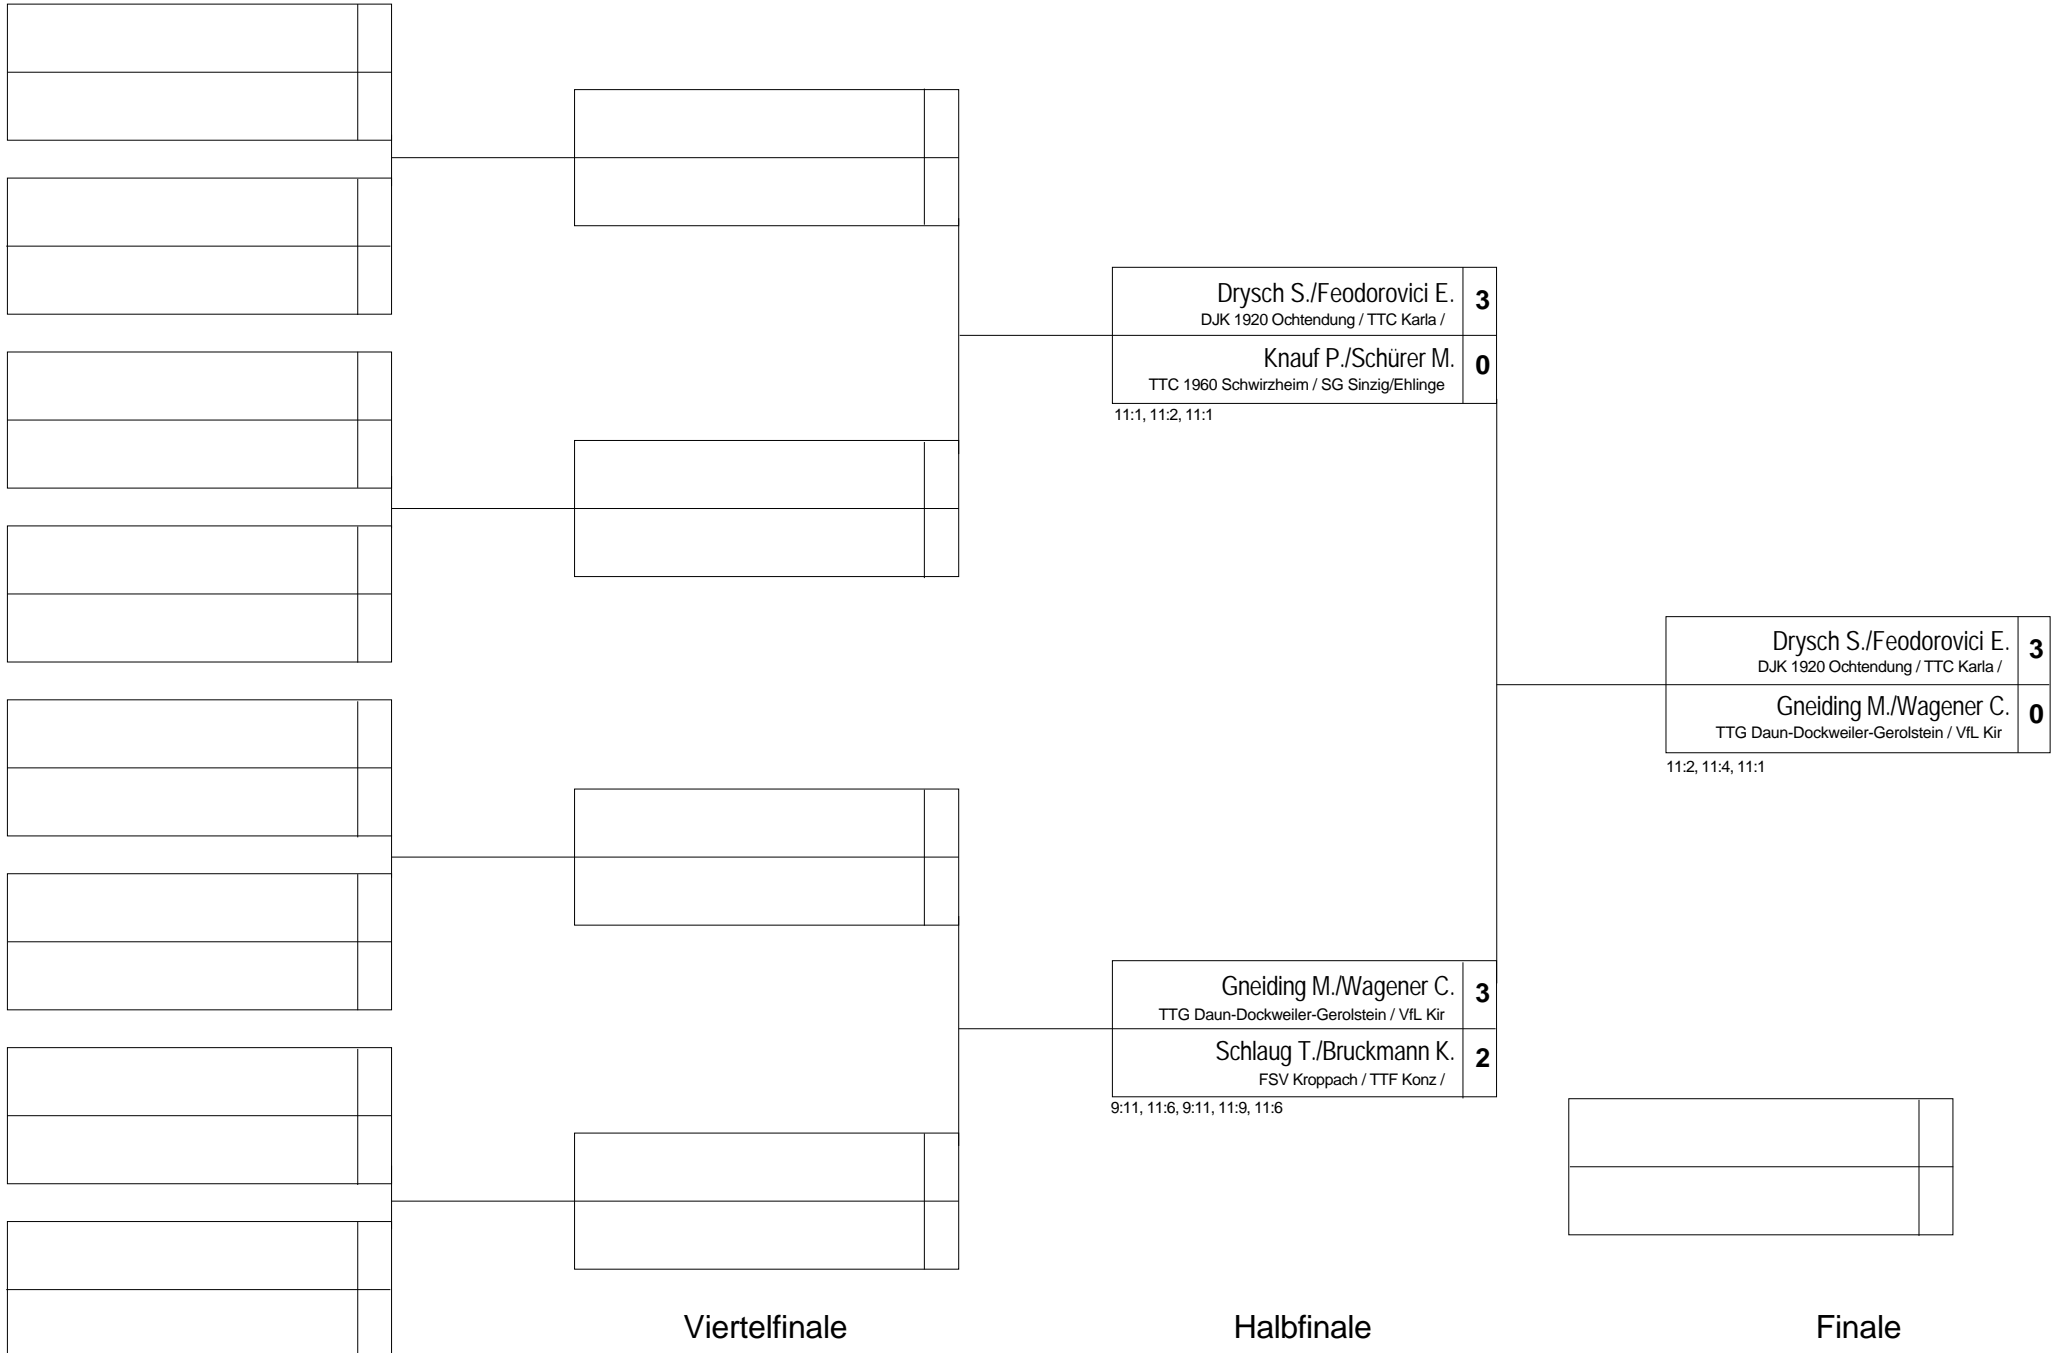 Drysch S./Feodorovici E. 3
DJK 1920 Ochtendung / TTC Karla /
Knauf P./Schürer M. 0
TTC 1960 Schwirzheim / SG Sinzig/Ehlinge
11:1, 11:2, 11:1
Drysch S./Feodorovici E. 3
DJK 1920 Ochtendung / TTC Karla /
Gneiding M./Wagener C. 0
TTG Daun-Dockweiler-Gerolstein / VfL Kir
11:2, 11:4, 11:1
Gneiding M./Wagener C. 3
TTG Daun-Dockweiler-Gerolstein / VfL Kir
Schlaug T./Bruckmann K. 2
FSV Kroppach / TTF Konz /
9:11, 11:6, 9:11, 11:9, 11:6
Viertelfinale
Halbfinale
Finale